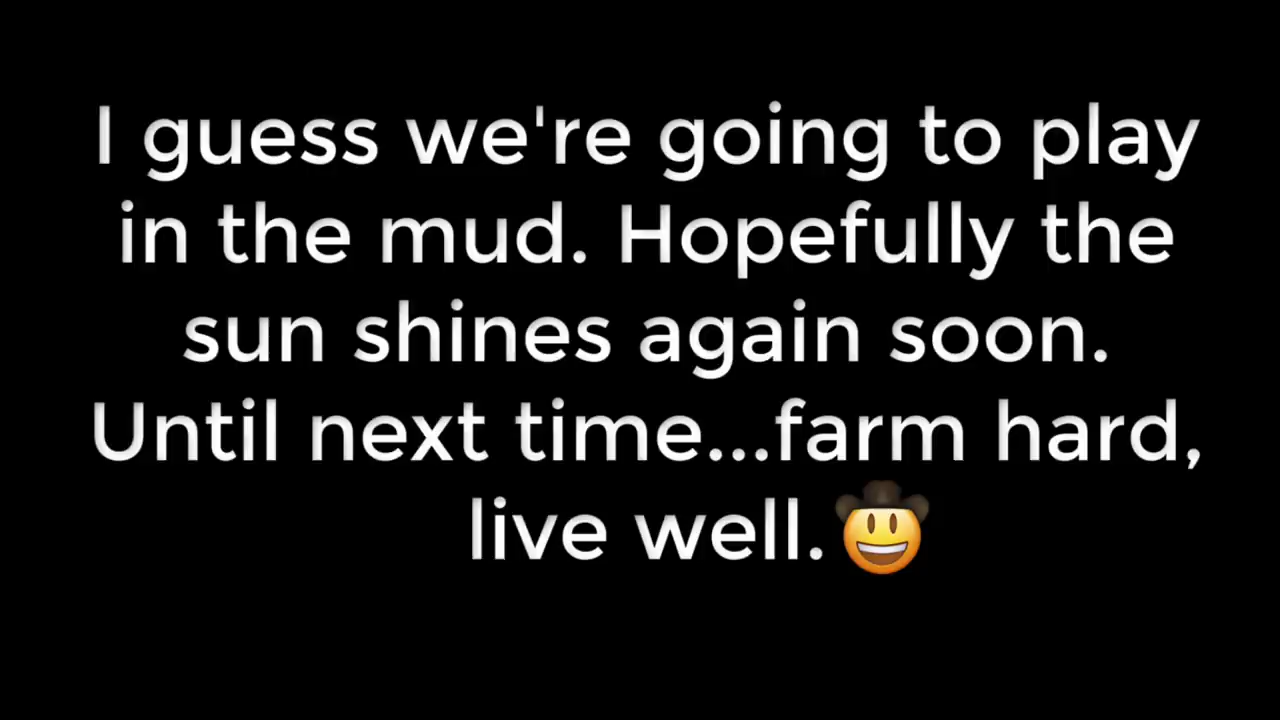 I guess we're going to play
in the mud. Hopefully the
sun shines again soon.
Until next time...farm hard,
live well.🤠